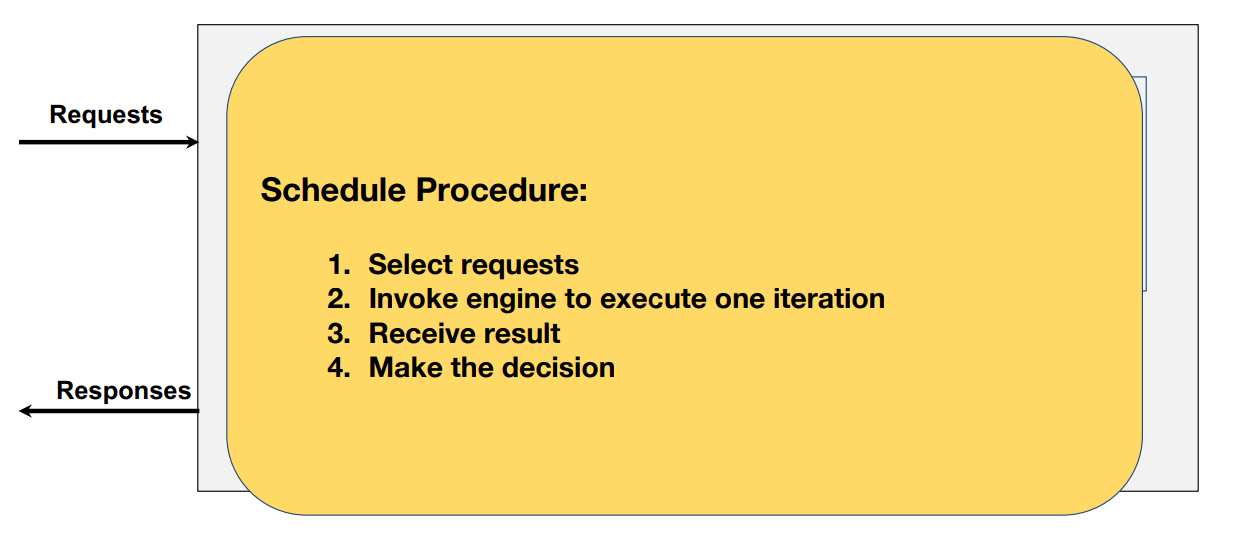 Requests
Schedule Procedure:
1. Select requests
2. Invoke engine to execute one iteration
3. Receive result
4. Make the decision
Responses